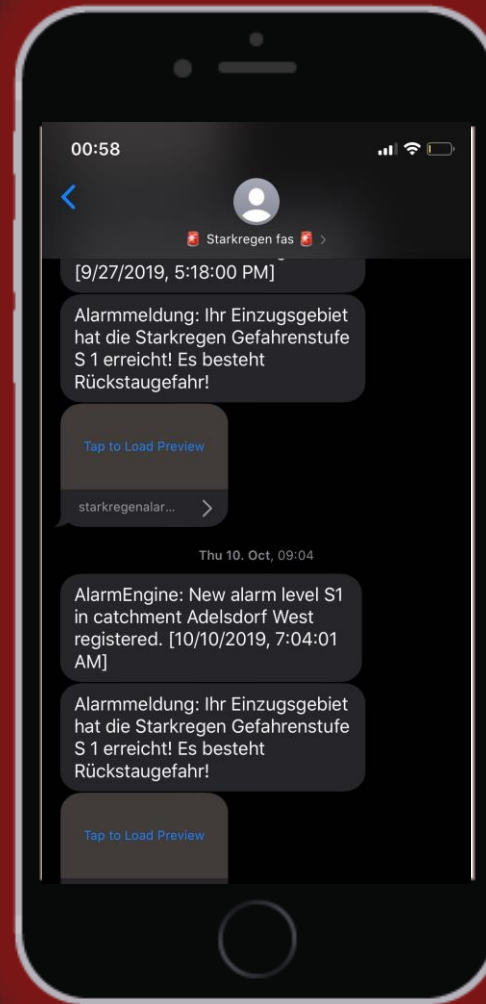 00:58
🚨 Starkregen fas 🚨 >
[9/27/2019, 5:18:00 PM]
Alarmmeldung: Ihr Einzugsgebiet
hat die Starkregen Gefahrenstufe
S 1 erreicht! Es besteht
Rückstaugefahr!
Tap to Load Preview
starkregenalar...
Thu 10. Oct, 09:04
AlarmEngine: New alarm level S1
in catchment Adelsdorf West
registered. [10/10/2019, 7:04:01
AM]
Alarmmeldung: Ihr Einzugsgebiet
hat die Starkregen Gefahrenstufe
S 1 erreicht! Es besteht
Rückstaugefahr!
Tap to Load Preview